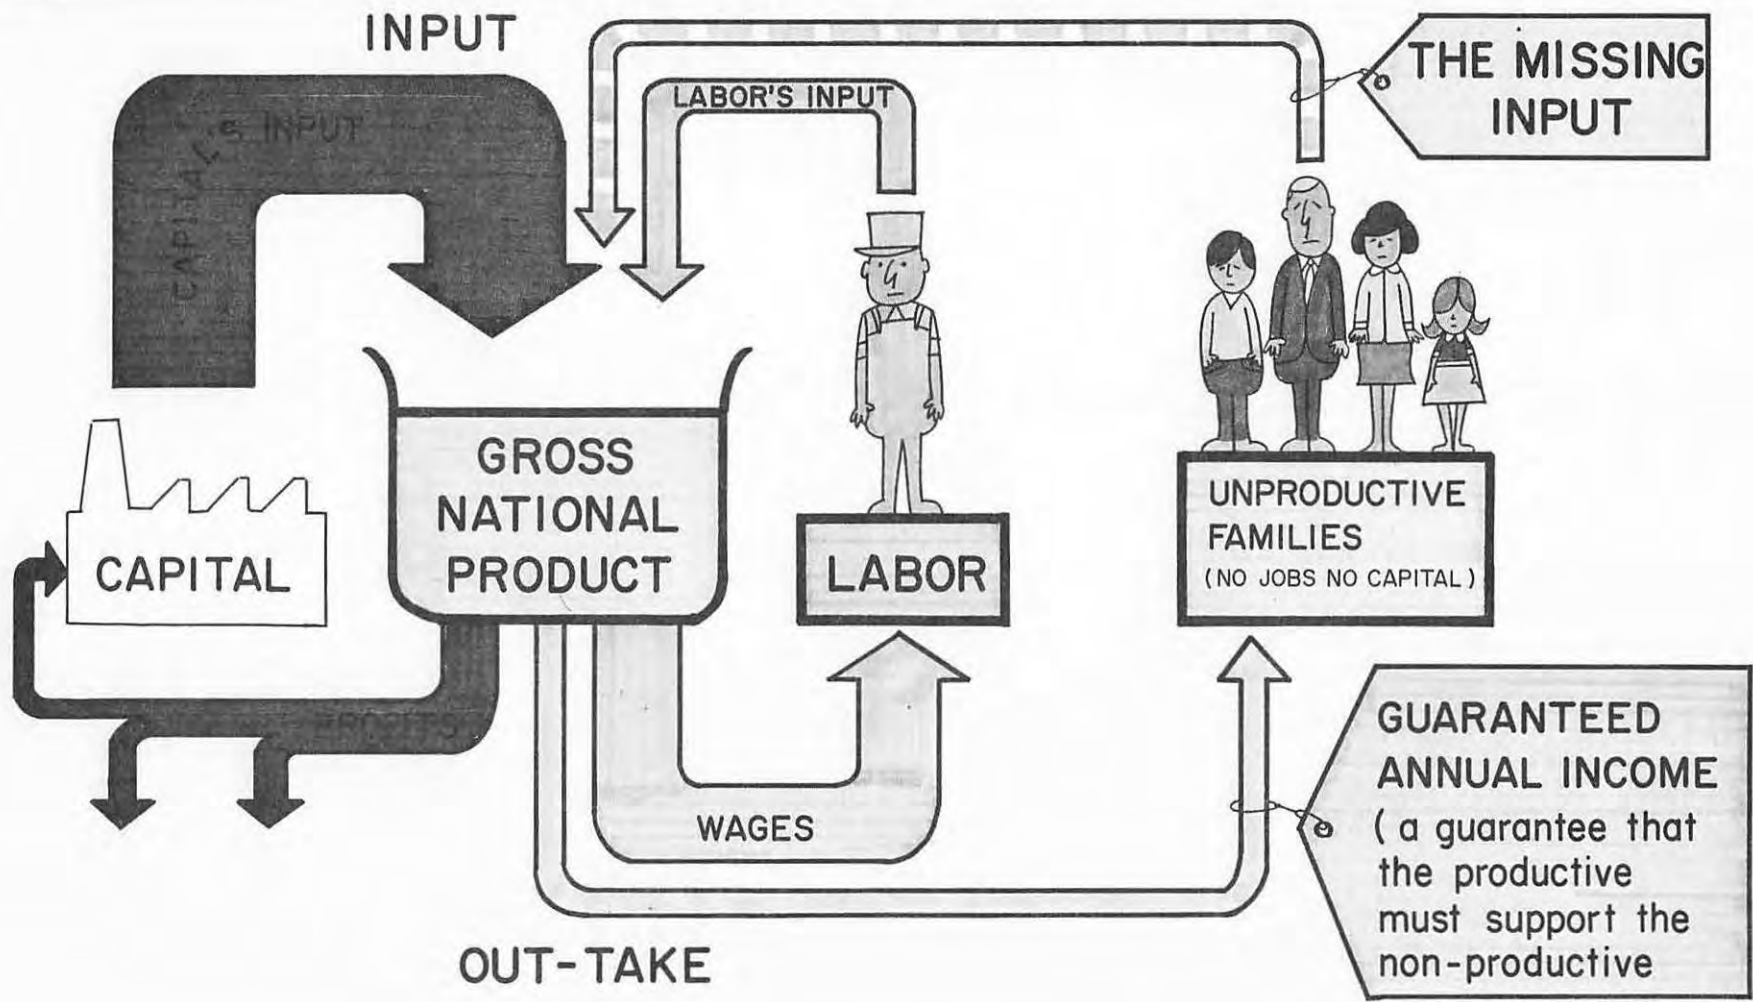 INPUT
THE MISSING
INPUT
LABOR'S INPUT
CAPITAL'S INPUT
GROSS
NATIONAL
PRODUCT
CAPITAL
LABOR
UNPRODUCTIVE
FAMILIES
(NO JOBS NO CAPITAL)
PROFITS
WAGES
GUARANTEED
ANNUAL INCOME
(a guarantee that
the productive
must support the
non-productive
OUT-TAKE